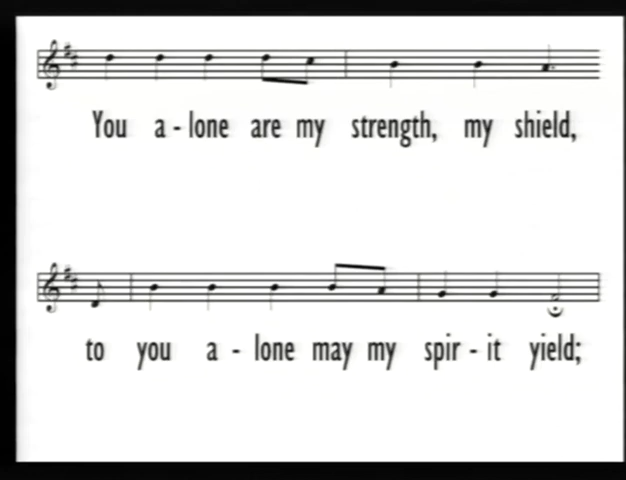 You a - lone are my strength, my shield,
to you a - lone may my spir - it yield;